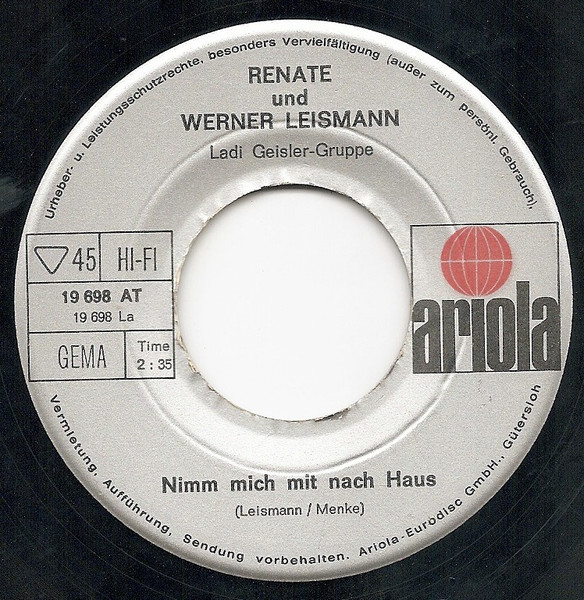 Urheber- u. Leistungsschutzrechte, besonders Vervielfältigung (außer zum persönl. Gebrauch),
RENATE
und
WERNER LEISMANN
Ladi Geisler-Gruppe
45 HI-FI
19 698 AT
19 698 La
GEMA
Time
2:35
ariola
Nimm mich mit nach Haus
(Leismann / Menke)
Vermietung, Aufführung, Sendung vorbehalten. Ariola-Eurodisc GmbH., Gütersloh